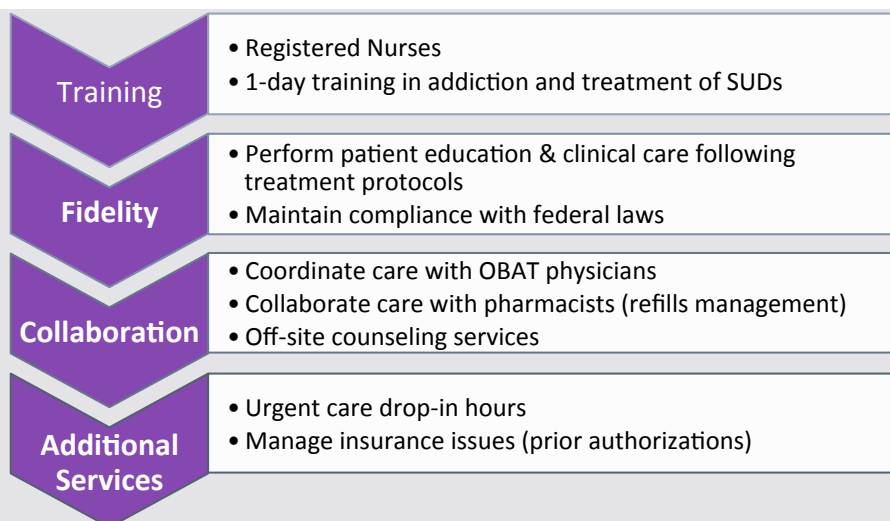 Training
• Registered Nurses
• 1-day training in addiction and treatment of SUDs
Fidelity
• Perform patient education & clinical care following
treatment protocols
• Maintain compliance with federal laws
Collaboration
• Coordinate care with OBAT physicians
• Collaborate care with pharmacists (refills management)
• Off-site counseling services
Additional
Services
• Urgent care drop-in hours
• Manage insurance issues (prior authorizations)